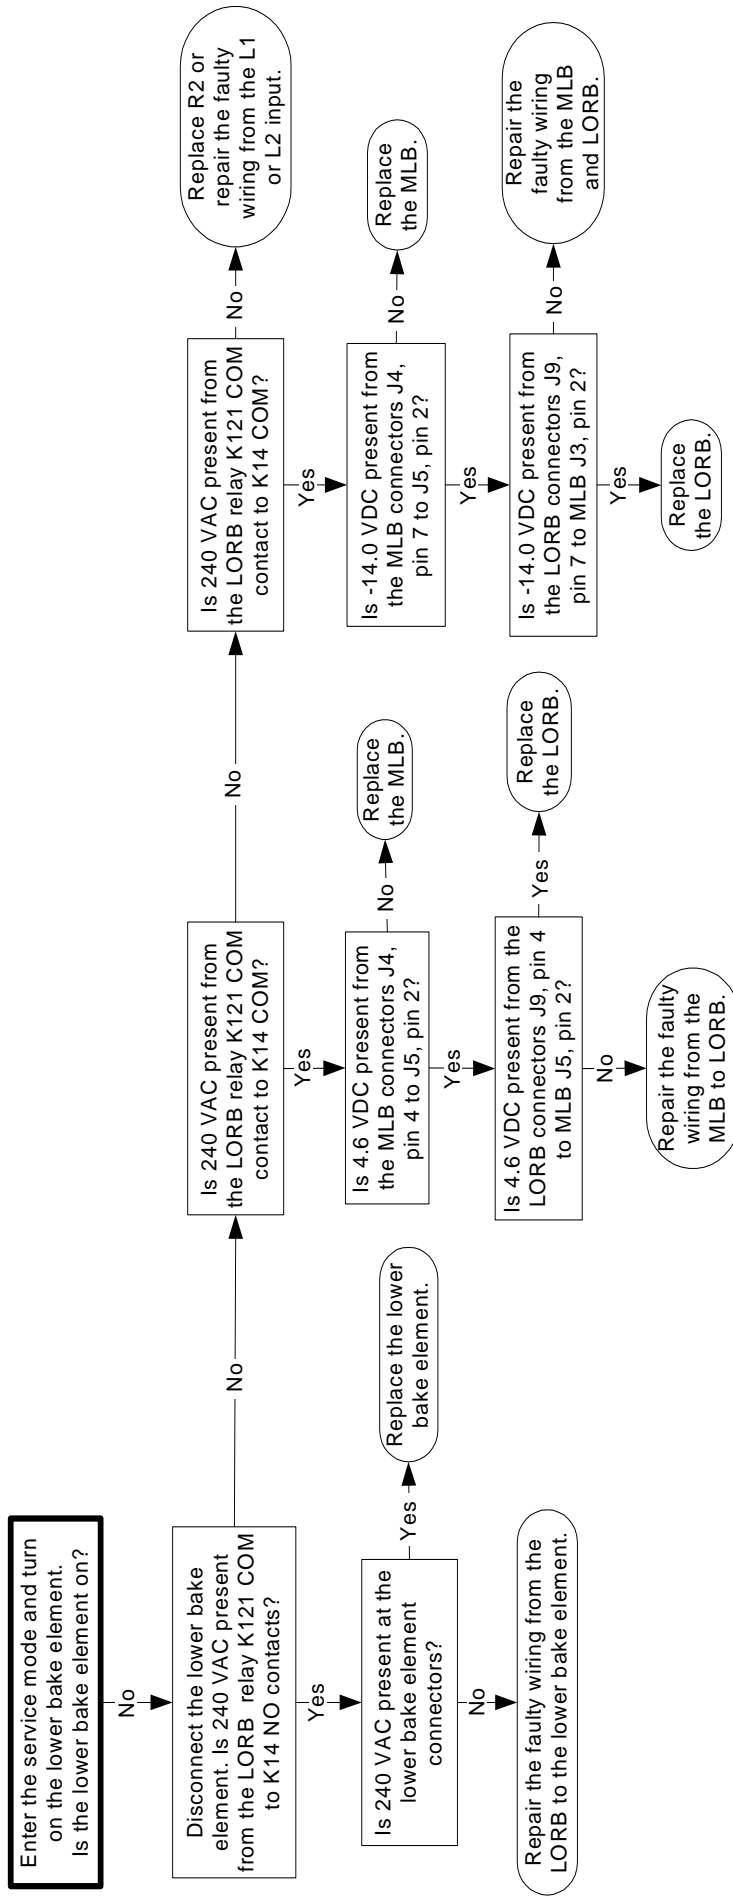 Enter the service mode and turn
on the lower bake element.
Is the lower bake element on?
No
Disconnect the lower bake
element. Is 240 VAC present
from the LORB relay K121 COM
to K14 NO contacts?
No
Yes
Is 240 VAC present at the
lower bake element
connectors?
Yes
Replace the lower
bake element.
No
Repair the faulty wiring from the
LORB to the lower bake element.
Is 240 VAC present from
the LORB relay K121 COM
contact to K14 COM?
No
Yes
Is 4.6 VDC present from
the MLB connectors J4,
pin 4 to J5, pin 2?
No
Replace
the MLB.
Yes
Is 4.6 VDC present from the
LORB connectors J9, pin 4
to MLB J5, pin 2?
Yes
Replace
the LORB.
No
Repair the faulty
wiring from the
MLB to LORB.
Is 240 VAC present from
the LORB relay K121 COM
contact to K14 COM?
No
Replace R2 or
repair the faulty
wiring from the L1
or L2 input.
Yes
Is -14.0 VDC present from
the MLB connectors J4,
pin 7 to J5, pin 2?
No
Replace
the MLB.
Yes
Is -14.0 VDC present from
the LORB connectors J9,
pin 7 to MLB J3, pin 2?
No
Repair the
faulty wiring
from the MLB
and LORB.
Yes
Replace
the LORB.